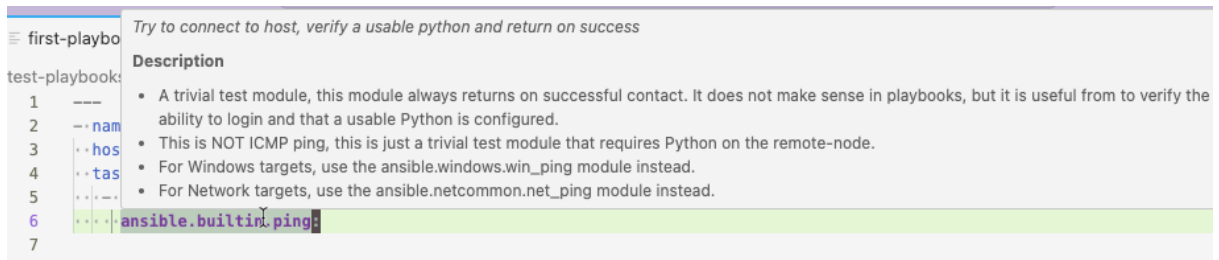 Try to connect to host, verify a usable python and return on success
first-playbo
Description
test-playbooks
• A trivial test module, this module always returns on successful contact. It does not make sense in playbooks, but it is useful from to verify the
ability to login and that a usable Python is configured.
• This is NOT ICMP ping, this is just a trivial test module that requires Python on the remote-node.
• For Windows targets, use the ansible.windows.win_ping module instead.
• For Network targets, use the ansible.netcommon.net_ping module instead.
1 ---
2 - nam
3 hos
4 tas
5 -
6 ansible.builtin.ping:
7